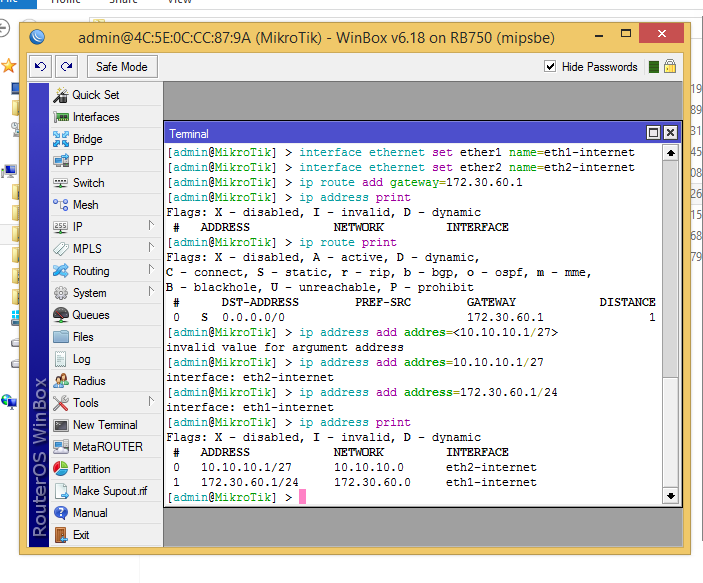 Home
Share
View
admin@4C:5E:0C:CC:87:9A (MikroTik) - WinBox v6.18 on RB750 (mipsbe)
Safe Mode
Hide Passwords
Quick Set
Interfaces
Bridge
PPP
Switch
Mesh
IP
MPLS
Routing
System
Queues
Files
Log
Radius
Tools
New Terminal
MetaROUTER
Partition
Make Supout.rif
Manual
Exit
RouterOS WinBox
Terminal
[admin@MikroTik] > interface ethernet set ether1 name=eth1-internet
[admin@MikroTik] > interface ethernet set ether2 name=eth2-internet
[admin@MikroTik] > ip route add gateway=172.30.60.1
[admin@MikroTik] > ip address print
Flags: X - disabled, I - invalid, D - dynamic
# ADDRESS NETWORK INTERFACE
[admin@MikroTik] > ip route print
Flags: X - disabled, A - active, D - dynamic,
C - connect, S - static, r - rip, b - bgp, o - ospf, m - mme,
B - blackhole, U - unreachable, P - prohibit
# DST-ADDRESS PREF-SRC GATEWAY DISTANCE
0 S 0.0.0.0/0 172.30.60.1 1
[admin@MikroTik] > ip address add addres=<10.10.10.1/27>
invalid value for argument address
[admin@MikroTik] > ip address add addres=10.10.10.1/27
interface: eth2-internet
[admin@MikroTik] > ip address add address=172.30.60.1/24
interface: eth1-internet
[admin@MikroTik] > ip address print
Flags: X - disabled, I - invalid, D - dynamic
# ADDRESS NETWORK INTERFACE
0 10.10.10.1/27 10.10.10.0 eth2-internet
1 172.30.60.1/24 172.30.60.0 eth1-internet
[admin@MikroTik] >